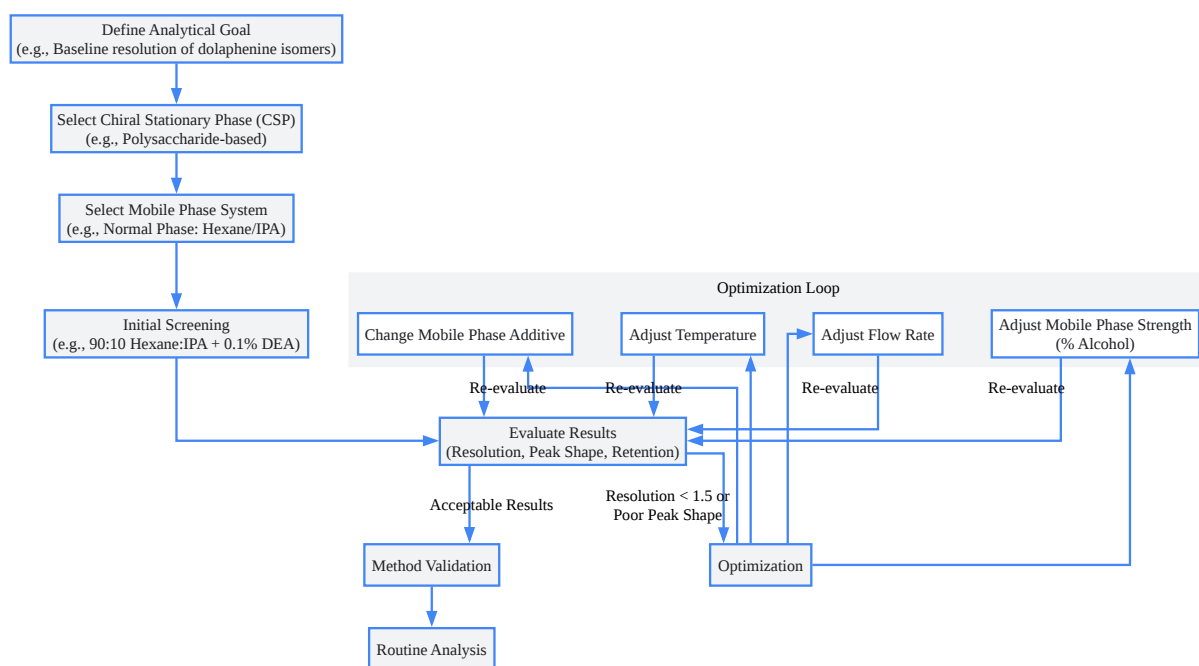 Define Analytical Goal
(e.g., Baseline resolution of dolaphenine isomers)
Select Chiral Stationary Phase (CSP)
(e.g., Polysaccharide-based)
Select Mobile Phase System
(e.g., Normal Phase: Hexane/IPA)
Initial Screening
(e.g., 90:10 Hexane:IPA + 0.1% DEA)
Optimization Loop
Change Mobile Phase Additive
Adjust Temperature
Adjust Flow Rate
Adjust Mobile Phase Strength
(% Alcohol)
Re-evaluate
Re-evaluate
Re-evaluate
Re-evaluate
Evaluate Results
(Resolution, Peak Shape, Retention)
Acceptable Results
Resolution < 1.5 or
Poor Peak Shape
Method Validation
Optimization
Routine Analysis